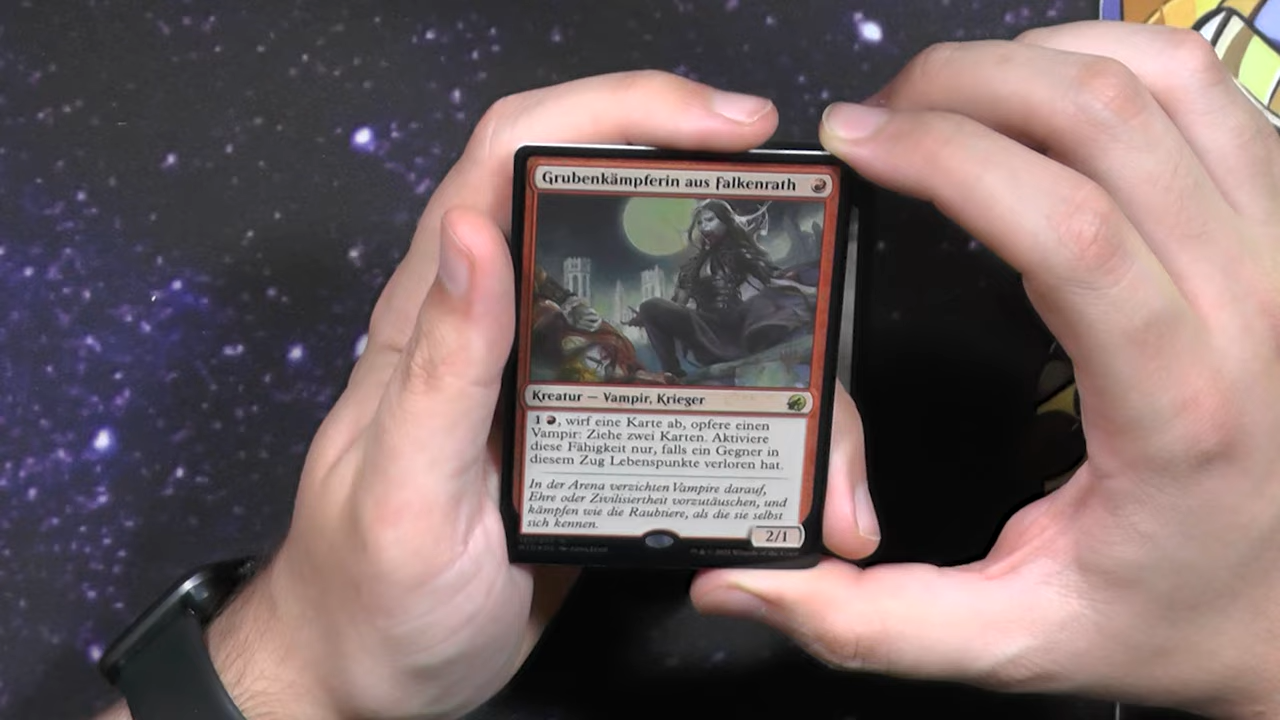 Grubenkämpferin aus Falkenrath
Kreatur — Vampir, Krieger
1 , wirf eine Karte ab, opfere einen
Vampir: Ziehe zwei Karten. Aktiviere
diese Fähigkeit nur, falls ein Gegner in
diesem Zug Lebenspunkte verloren hat.
In der Arena verzichten Vampire darauf,
Ehre oder Zivilisiertheit vorzutäuschen, und
kämpfen wie die Raubtiere, als die sie selbst
sich kennen.
2/1